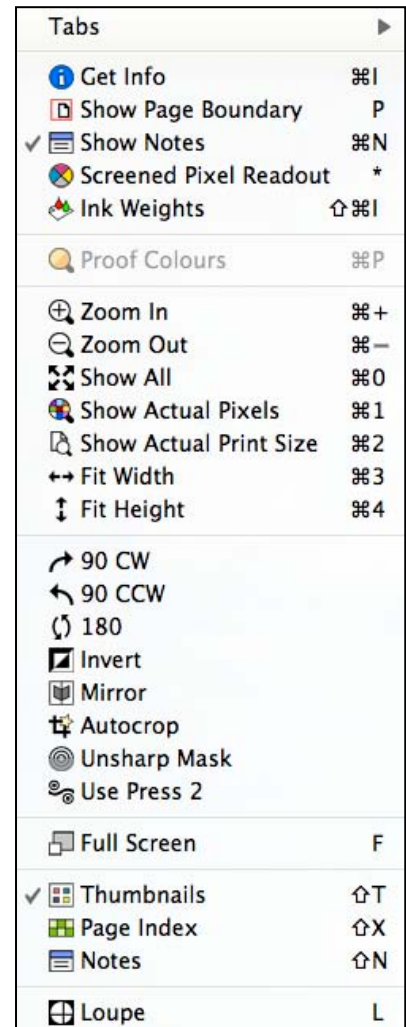 Tabs
Get Info ⌘I
Show Page Boundary P
Show Notes ⌘N
Screened Pixel Readout *
Ink Weights ⇧⌘I
Proof Colours ⌘P
Zoom In ⌘+
Zoom Out ⌘−
Show All ⌘0
Show Actual Pixels ⌘1
Show Actual Print Size ⌘2
Fit Width ⌘3
Fit Height ⌘4
90 CW
90 CCW
180
Invert
Mirror
Autocrop
Unsharp Mask
Use Press 2
Full Screen F
Thumbnails ⇧T
Page Index ⇧X
Notes ⇧N
Loupe L